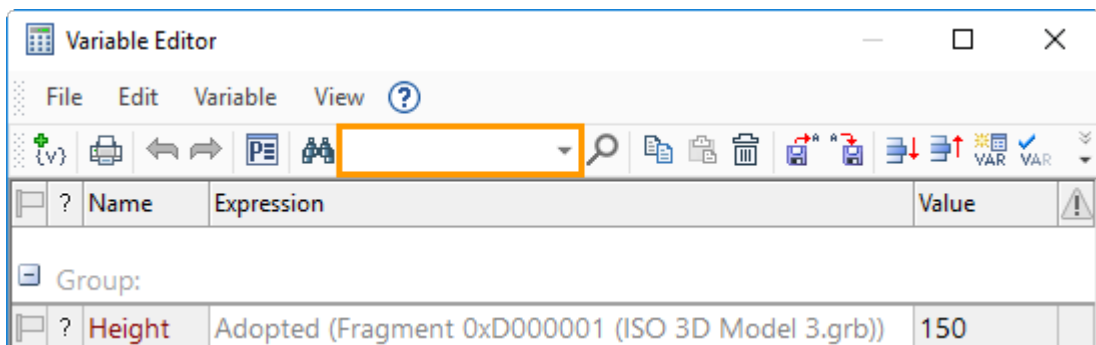 Variable Editor
File Edit Variable View ?
{v} P VAR VAR
? Name Expression Value
Group:
? Height Adopted (Fragment 0xD000001 (ISO 3D Model 3.grb)) 150